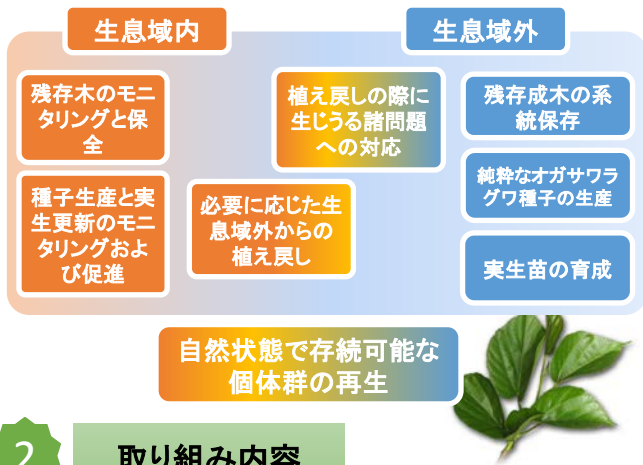 生息域内
生息域外
残存木のモニ
タリングと保
全
植え戻しの際に
生じうる諸問題
への対応
残存成木の系
統保存
種子生産と実
生更新のモニ
タリングおよ
び促進
必要に応じた生
息域外からの
植え戻し
純粋なオガサワラ
グワ種子の生産
実生苗の育成
自然状態で存続可能な
個体群の再生
2
取り組み内容